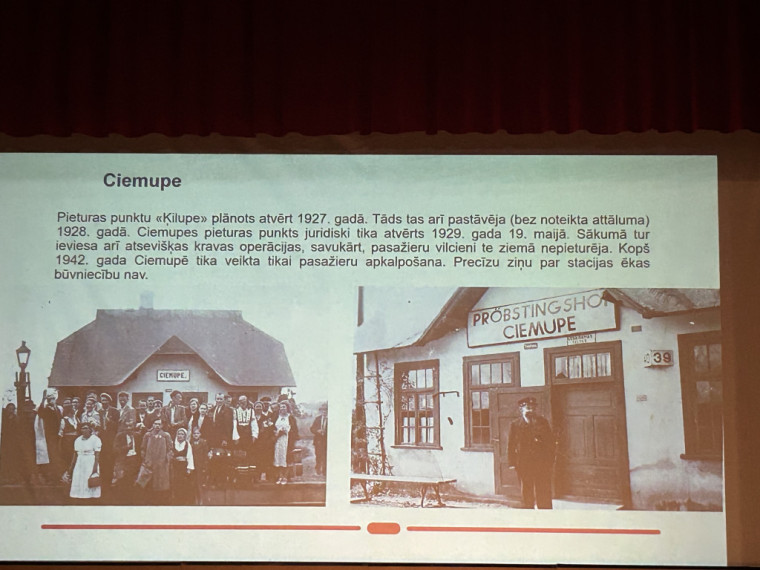 Ciemupe
Pieturas punktu «Ķilupe» plānots atvērt 1927. gadā. Tāds tas arī pastāvēja (bez noteikta attāluma)
1928. gadā. Ciemupes pieturas punkts juridiski tika atvērts 1929. gada 19. maijā. Sākumā tur
ieviesa arī atsevišķas kravas operācijas, savukārt, pasažieru vilcieni te ziemā nepieturēja. Kopš
1942. gada Ciemupē tika veikta tikai pasažieru apkalpošana. Precīzu ziņu par stacijas ēkas
būvniecību nav.
CIEMUPE.
PRÖBSTINGSHOF
CIEMUPE
39